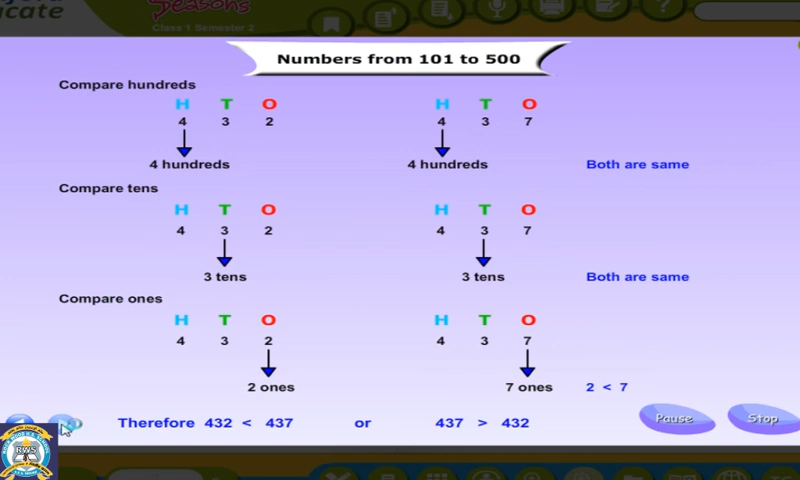 icate
Seasons
Class 1 Semester 2
Numbers from 101 to 500
Compare hundreds
H T O H T O
4 3 2 4 3 7
4 hundreds 4 hundreds Both are same
Compare tens
H T O H T O
4 3 2 4 3 7
3 tens 3 tens Both are same
Compare ones
H T O H T O
4 3 2 4 3 7
2 ones 7 ones 2 < 7
Therefore 432 < 437 or 437 > 432
Pause Stop
RWS